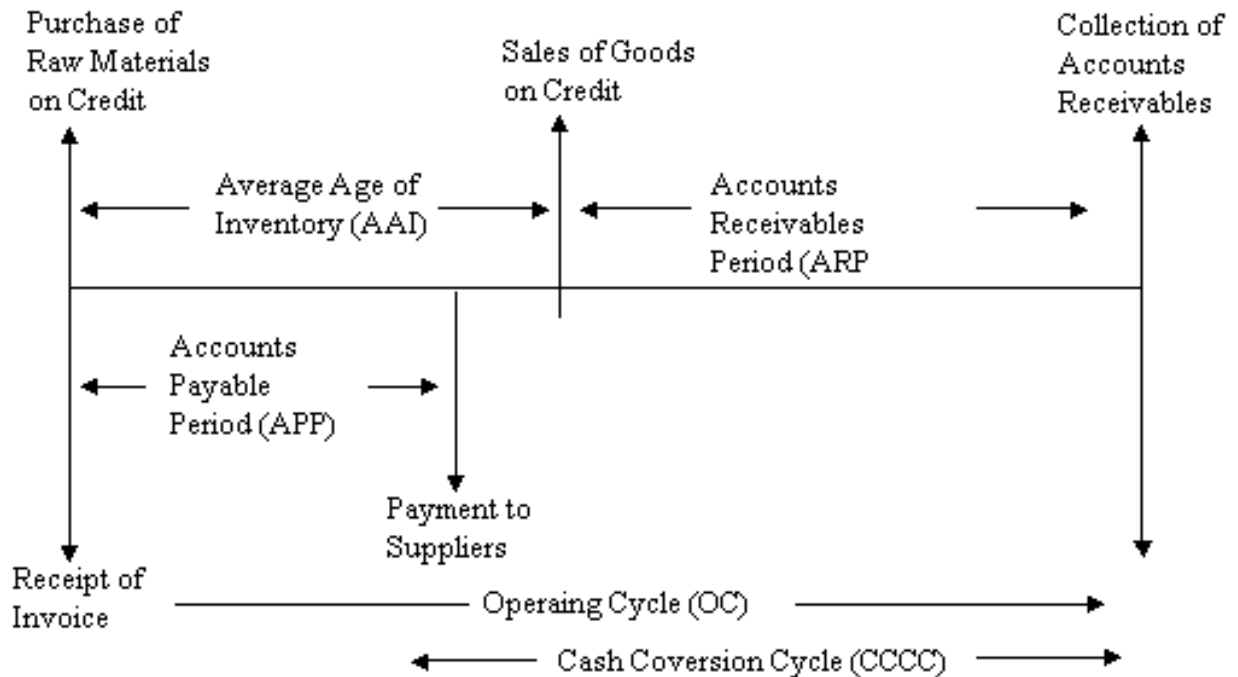 Purchase of
Raw Materials
on Credit
Sales of Goods
on Credit
Collection of
Accounts
Receivables
Average Age of
Inventory (AAI)
Accounts
Receivables
Period (ARP
Accounts
Payable
Period (APP)
Payment to
Suppliers
Receipt of
Invoice
Operaing Cycle (OC)
Cash Coversion Cycle (CCCC)